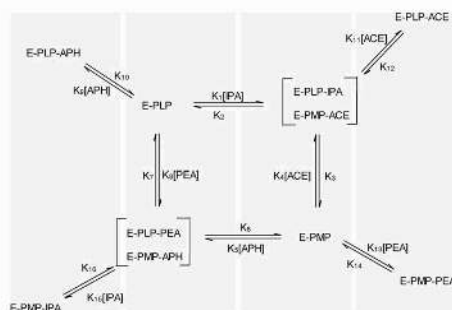 E-PLP-ACE
K₁₁[ACE]
K₁₂
E-PLP-APH
K₁₀
K₉[APH]
E-PLP
K₁[IPA]
K₂
E-PLP-IPA
E-PMP-ACE
K₇
K₈[PEA]
K₄[ACE]
K₃
E-PLP-PEA
E-PMP-APH
K₆
K₅[APH]
E-PMP
K₁₃[PEA]
K₁₄
E-PMP-PEA
K₁₆
K₁₅[IPA]
E-PMP-IPA